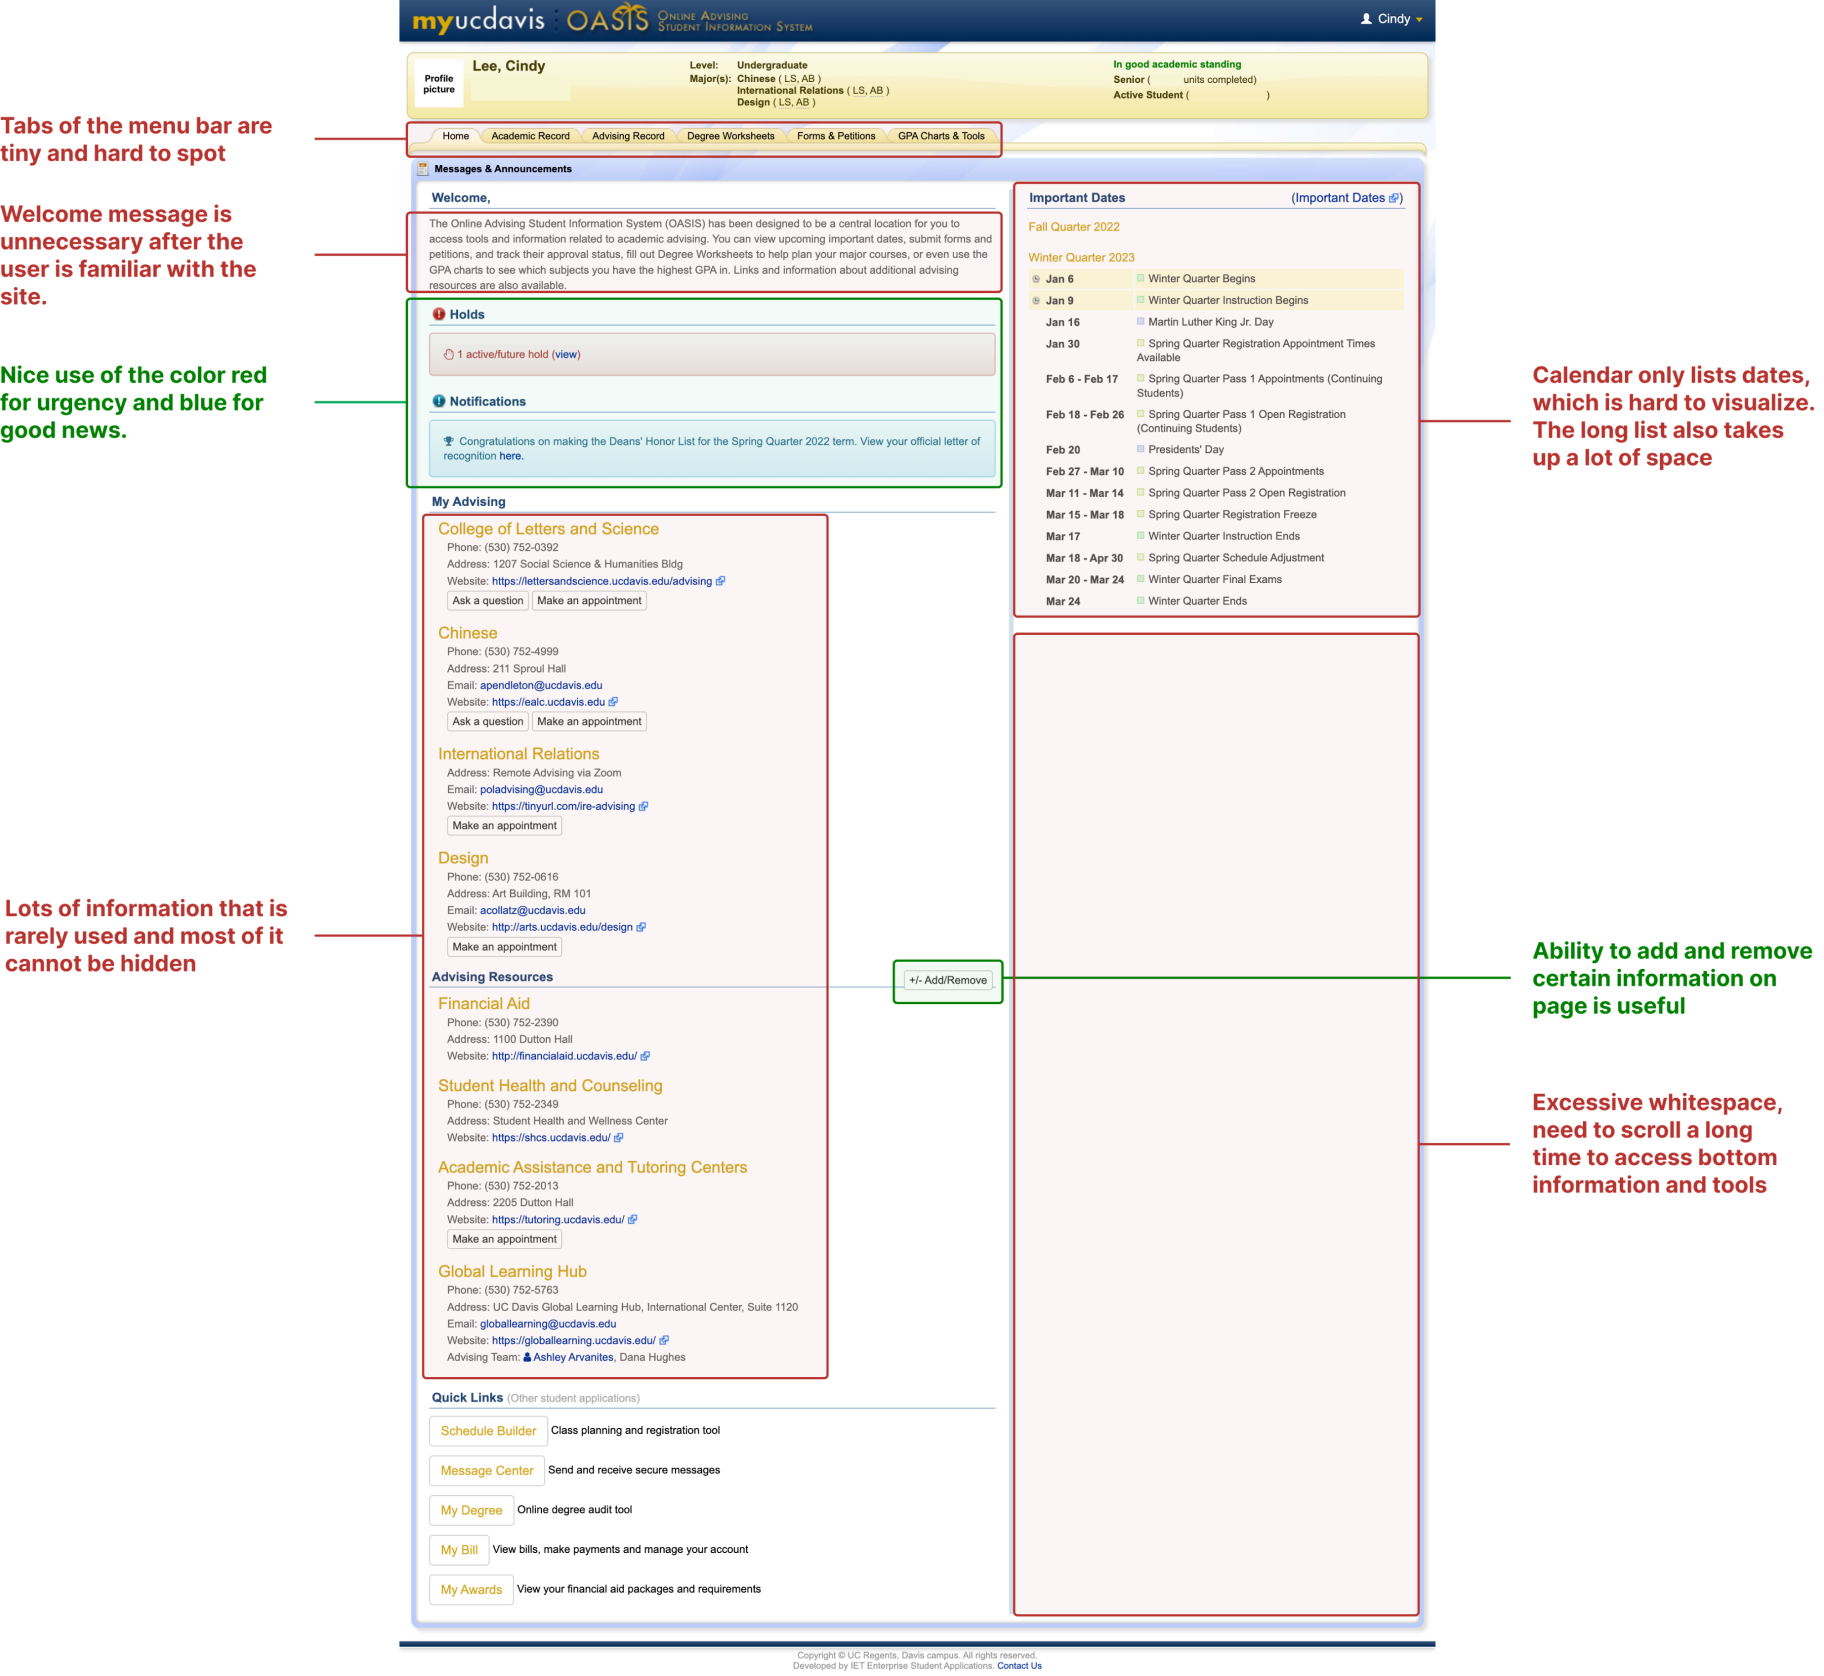 myucdavis OASIS ONLINE ADVISING STUDENT INFORMATION SYSTEM
Cindy
Profile picture
Lee, Cindy
Level: Undergraduate
Major(s): Chinese ( LS, AB )
International Relations ( LS, AB )
Design ( LS, AB )
In good academic standing
Senior ( units completed)
Active Student ( )
Tabs of the menu bar are
tiny and hard to spot
Home Academic Record Advising Record Degree Worksheets Forms & Petitions GPA Charts & Tools
Messages & Announcements
Welcome message is
unnecessary after the
user is familiar with the
site.
Welcome,
The Online Advising Student Information System (OASIS) has been designed to be a central location for you to
access tools and information related to academic advising. You can view upcoming important dates, submit forms and
petitions, and track their approval status, fill out Degree Worksheets to help plan your major courses, or even use the
GPA charts to see which subjects you have the highest GPA in. Links and information about additional advising
resources are also available.
Nice use of the color red
for urgency and blue for
good news.
Holds
1 active/future hold (view)
Notifications
Congratulations on making the Deans' Honor List for the Spring Quarter 2022 term. View your official letter of
recognition here.
Important Dates (Important Dates )
Fall Quarter 2022
Winter Quarter 2023
Jan 6 Winter Quarter Begins
Jan 9 Winter Quarter Instruction Begins
Jan 16 Martin Luther King Jr. Day
Jan 30 Spring Quarter Registration Appointment Times
Available
Feb 6 - Feb 17 Spring Quarter Pass 1 Appointments (Continuing
Students)
Feb 18 - Feb 26 Spring Quarter Pass 1 Open Registration
(Continuing Students)
Feb 20 Presidents' Day
Feb 27 - Mar 10 Spring Quarter Pass 2 Appointments
Mar 11 - Mar 14 Spring Quarter Pass 2 Open Registration
Mar 15 - Mar 18 Spring Quarter Registration Freeze
Mar 17 Winter Quarter Instruction Ends
Mar 18 - Apr 30 Spring Quarter Schedule Adjustment
Mar 20 - Mar 24 Winter Quarter Final Exams
Mar 24 Winter Quarter Ends
Calendar only lists dates,
which is hard to visualize.
The long list also takes
up a lot of space
My Advising
College of Letters and Science
Phone: (530) 752-0392
Address: 1207 Social Science & Humanities Bldg
Website: https://lettersandscience.ucdavis.edu/advising
Ask a question Make an appointment
Chinese
Phone: (530) 752-4999
Address: 211 Sproul Hall
Email: apendleton@ucdavis.edu
Website: https://ealc.ucdavis.edu
Ask a question Make an appointment
International Relations
Address: Remote Advising via Zoom
Email: poladvising@ucdavis.edu
Website: https://tinyurl.com/ire-advising
Make an appointment
Design
Phone: (530) 752-0616
Address: Art Building, RM 101
Email: acollatz@ucdavis.edu
Website: http://arts.ucdavis.edu/design
Make an appointment
Lots of information that is
rarely used and most of it
cannot be hidden
Advising Resources +/- Add/Remove
Ability to add and remove
certain information on
page is useful
Financial Aid
Phone: (530) 752-2390
Address: 1100 Dutton Hall
Website: http://financialaid.ucdavis.edu/
Student Health and Counseling
Phone: (530) 752-2349
Address: Student Health and Wellness Center
Website: https://shcs.ucdavis.edu/
Excessive whitespace,
need to scroll a long
time to access bottom
information and tools
Academic Assistance and Tutoring Centers
Phone: (530) 752-2013
Address: 2205 Dutton Hall
Website: https://tutoring.ucdavis.edu/
Make an appointment
Global Learning Hub
Phone: (530) 752-5763
Address: UC Davis Global Learning Hub, International Center, Suite 1120
Email: globallearning@ucdavis.edu
Website: https://globallearning.ucdavis.edu/
Advising Team: Ashley Arvanites, Dana Hughes
Quick Links (Other student applications)
Schedule Builder Class planning and registration tool
Message Center Send and receive secure messages
My Degree Online degree audit tool
My Bill View bills, make payments and manage your account
My Awards View your financial aid packages and requirements
Copyright © UC Regents, Davis campus. All rights reserved.
Developed by IET Enterprise Student Applications. Contact Us